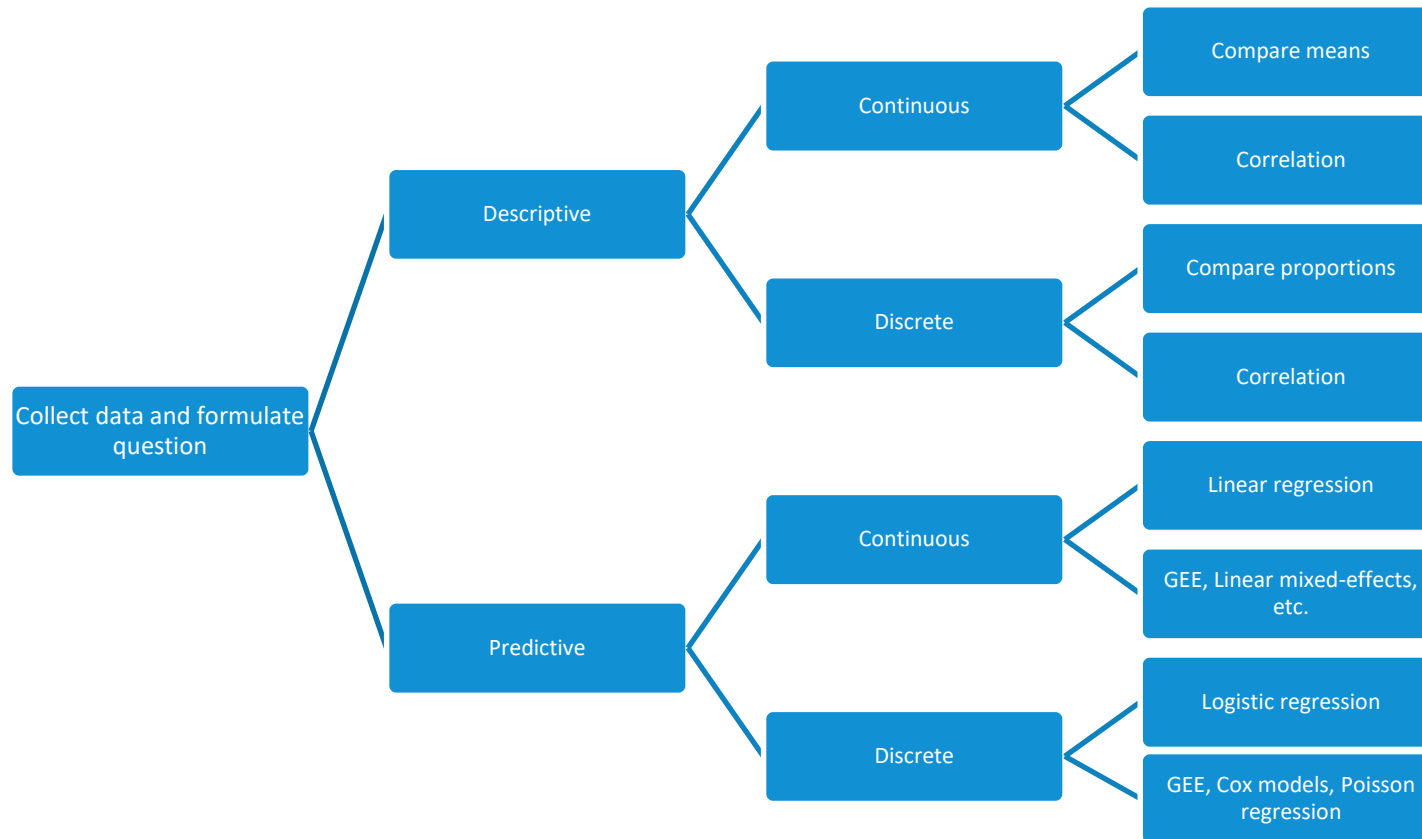 Collect data and formulate
question
Descriptive
Continuous
Compare means
Correlation
Discrete
Compare proportions
Correlation
Predictive
Continuous
Linear regression
GEE, Linear mixed-effects,
etc.
Discrete
Logistic regression
GEE, Cox models, Poisson
regression